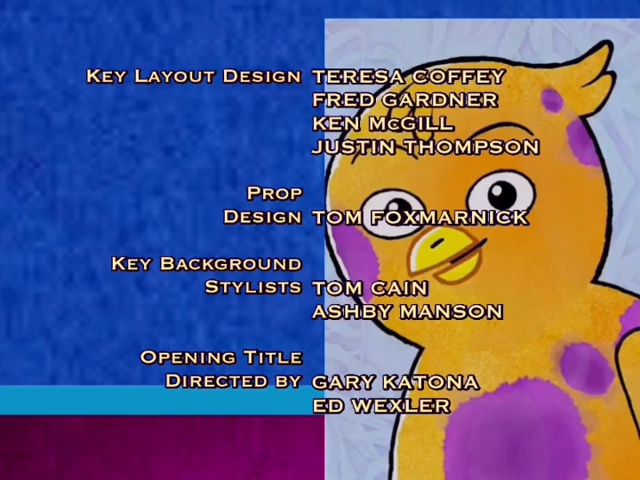 Key Layout Design TERESA COFFEY
FRED GARDNER
KEN McGILL
JUSTIN THOMPSON
Prop
Design TOM FOXMARNICK
Key Background
Stylists TOM CAIN
ASHBY MANSON
Opening Title
Directed by GARY KATONA
ED WEXLER